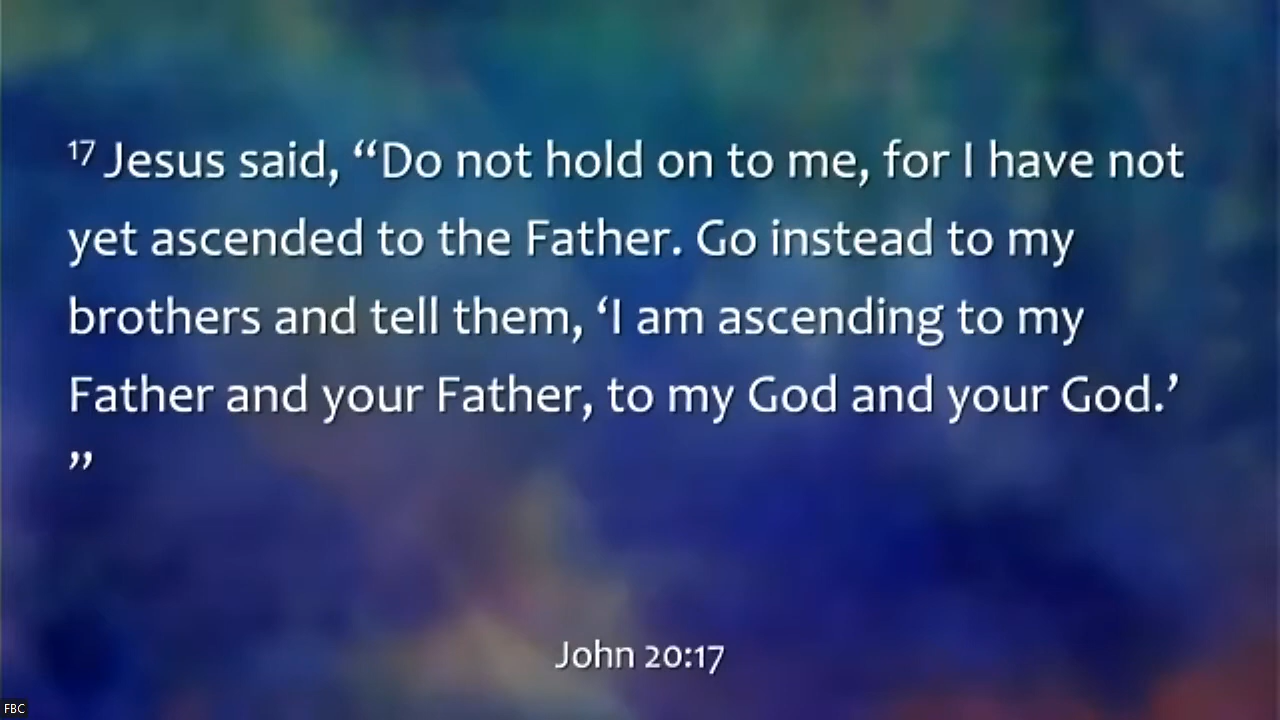 17 Jesus said, “Do not hold on to me, for I have not
yet ascended to the Father. Go instead to my
brothers and tell them, ‘I am ascending to my
Father and your Father, to my God and your God.’
”
John 20:17
FBC